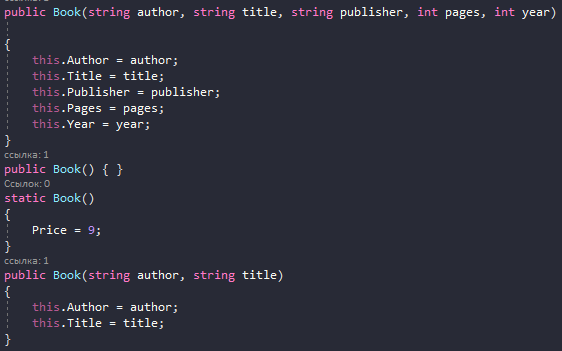 public Book(string author, string title, string publisher, int pages, int year)
{
this.Author = author;
this.Title = title;
this.Publisher = publisher;
this.Pages = pages;
this.Year = year;
}
ссылка: 1
public Book() { }
Ссылок: 0
static Book()
{
Price = 9;
}
ссылка: 1
public Book(string author, string title)
{
this.Author = author;
this.Title = title;
}